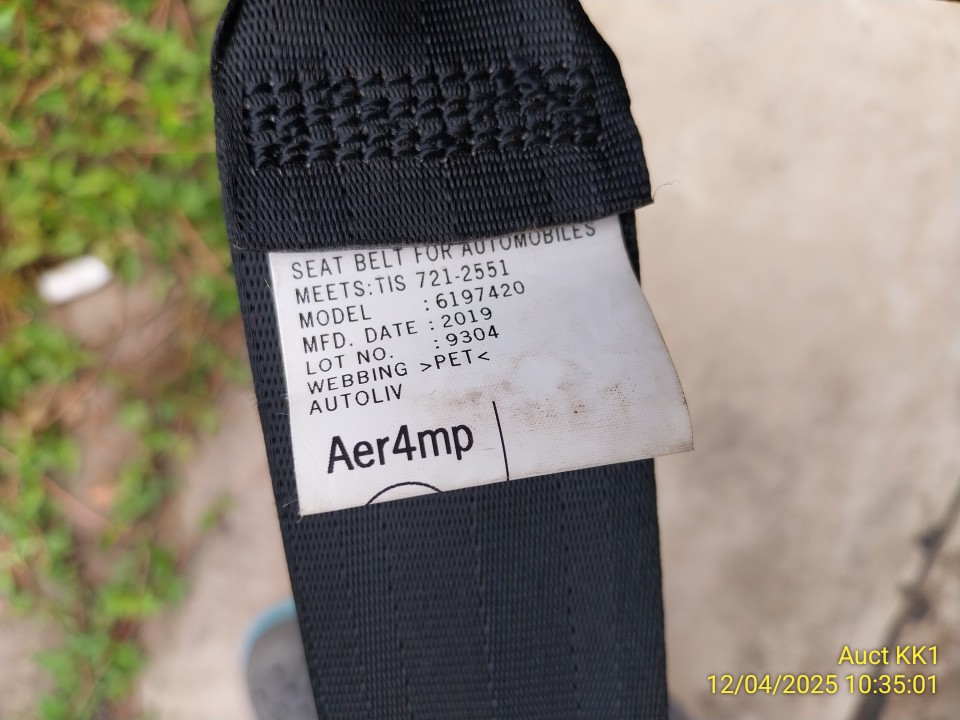 SEAT BELT FOR AUTOMOBILES
MEETS:TIS 721-2551
MODEL :6197420
MFD. DATE :2019
LOT NO. :9304
WEBBING >PET<
AUTOLIV
Aer4mp
Auct KK1
12/04/2025 10:35:01